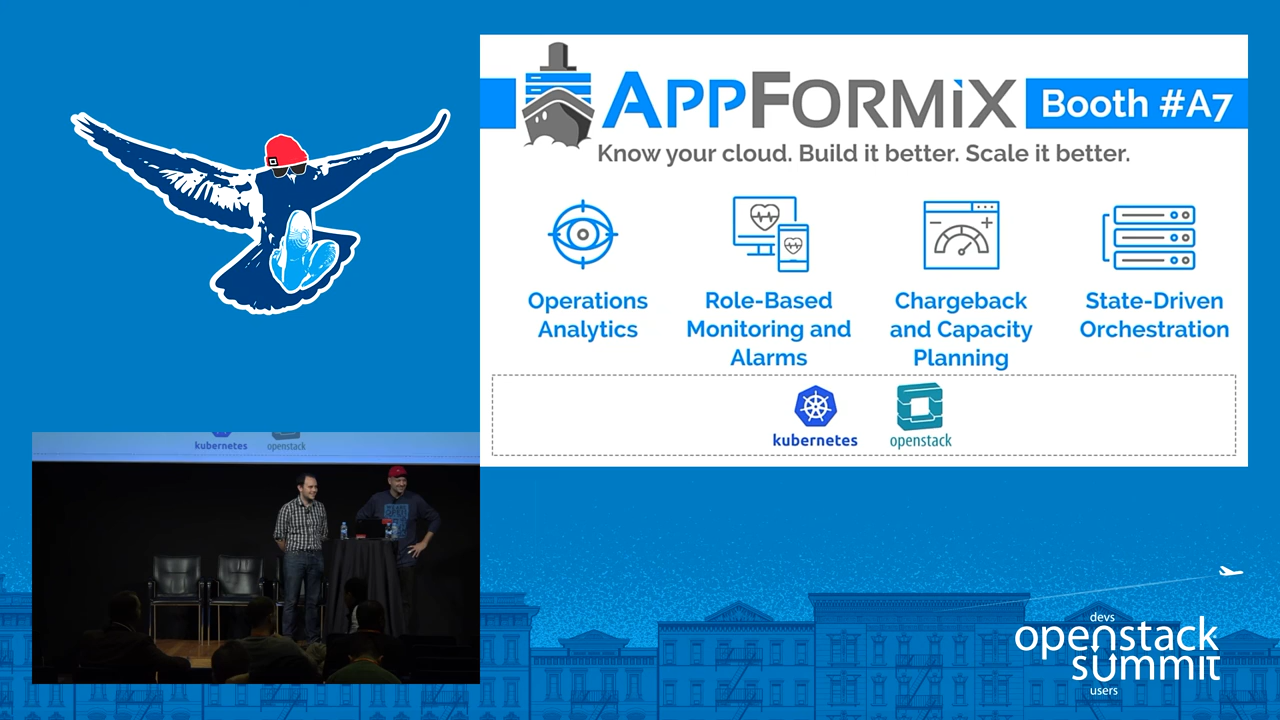 APPFORMIX
Booth #A7
Know your cloud. Build it better. Scale it better.
Operations
Analytics
Role-Based
Monitoring and
Alarms
Chargeback
and Capacity
Planning
State-Driven
Orchestration
kubernetes
openstack
kubernetes
openstack
devs
openstack
summit
users